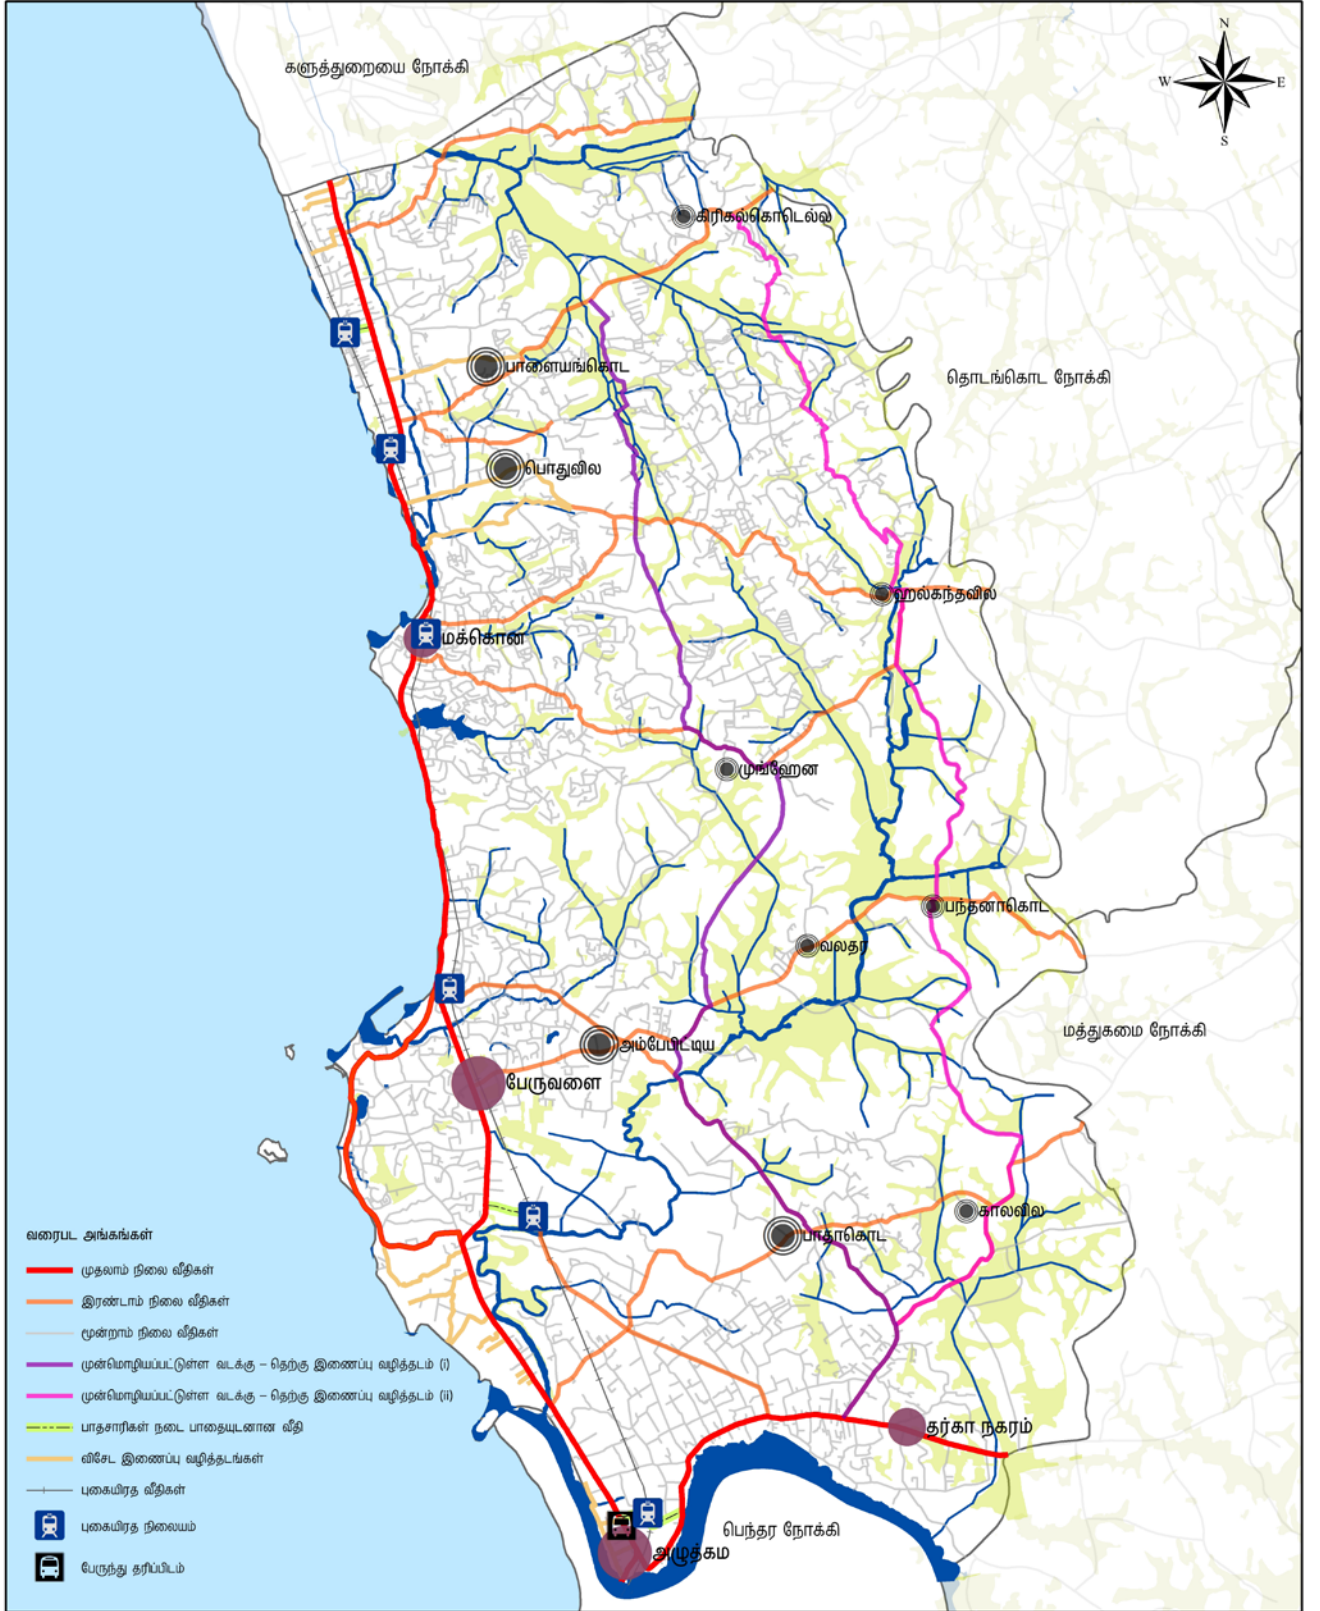 களுத்துறையை நோக்கி
N
W E
S
கிரிகல்கொடெல்ல
பாளையங்கொட
தொடங்கொட நோக்கி
பொதுவில
ஹல்கந்தவில
மக்கொன
முங்ஹேன
பந்தனாகொட
வலதர
மத்துகமை நோக்கி
அம்பேபிட்டிய
பேருவளை
காலவில
பாதாகொட
வரைபட அங்கங்கள்
முதலாம் நிலை வீதிகள்
இரண்டாம் நிலை வீதிகள்
மூன்றாம் நிலை வீதிகள்
முன்மொழியப்பட்டுள்ள வடக்கு – தெற்கு இணைப்பு வழித்தடம் (i)
முன்மொழியப்பட்டுள்ள வடக்கு – தெற்கு இணைப்பு வழித்தடம் (ii)
பாதசாரிகள் நடை பாதையுடனான வீதி
விசேட இணைப்பு வழித்தடங்கள்
புகையிரத வீதிகள்
புகையிரத நிலையம்
பேருந்து தரிப்பிடம்
தர்கா நகரம்
பெந்தர நோக்கி
அழுத்கம